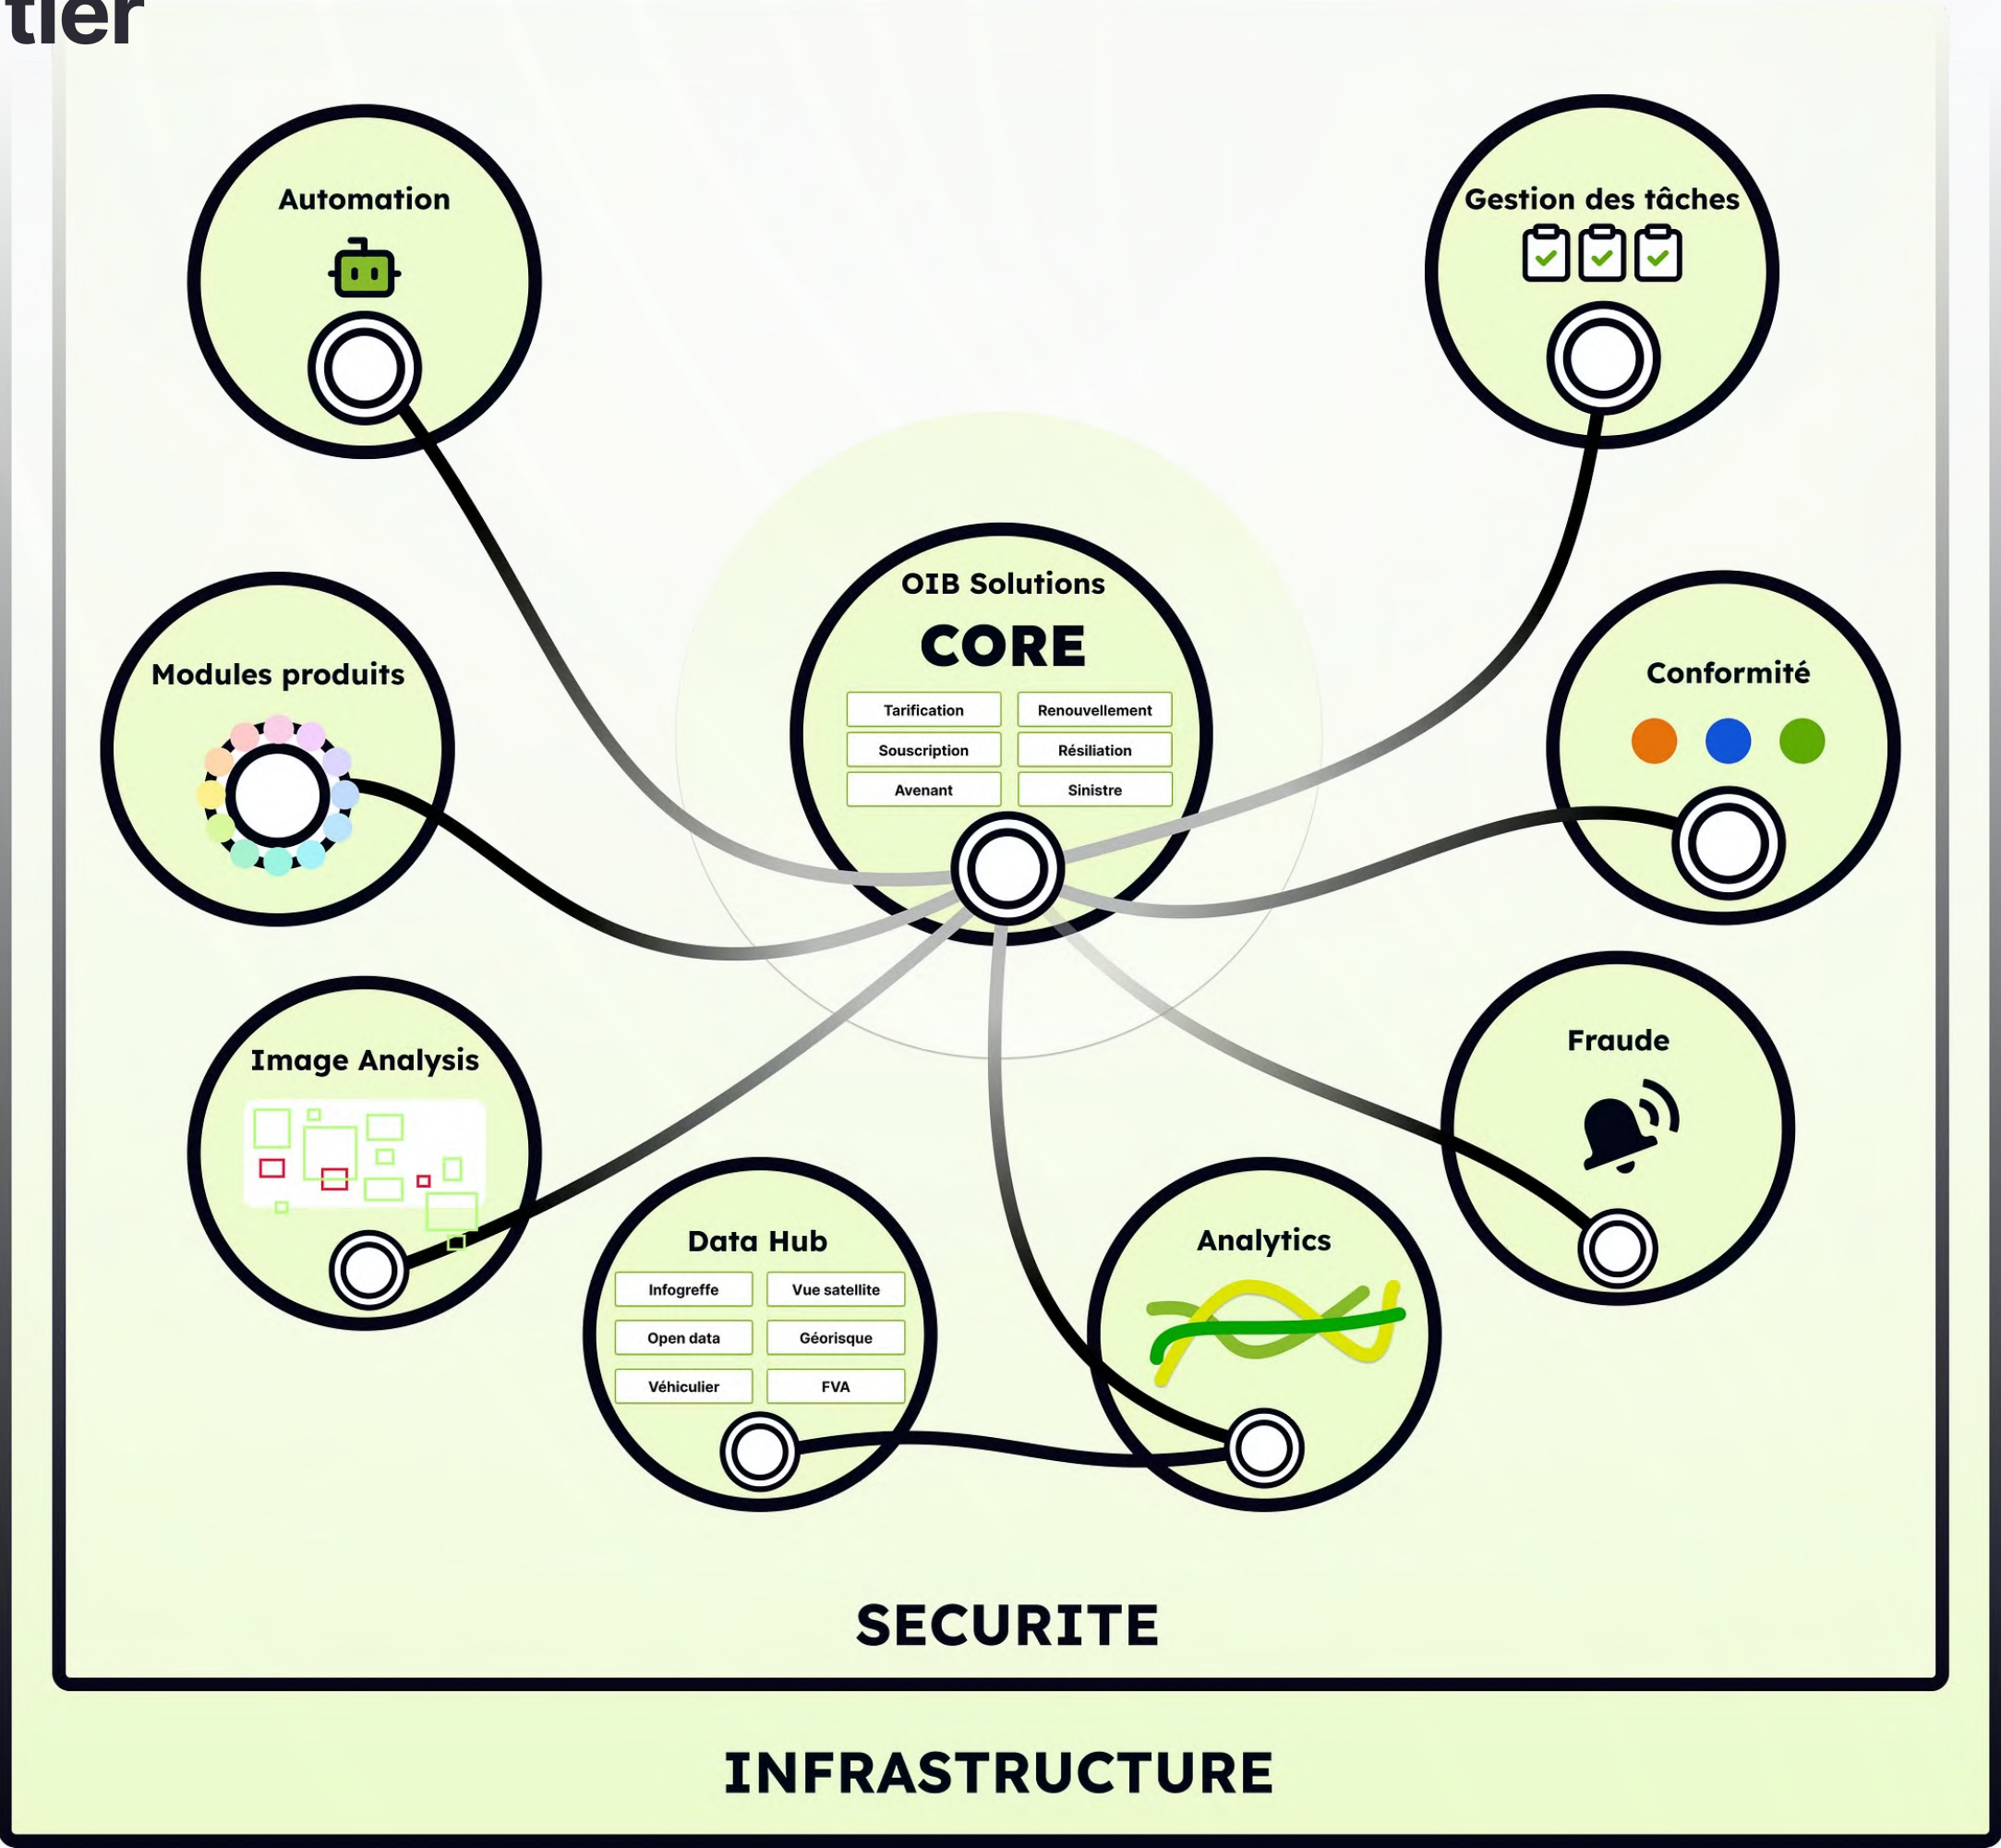 tier
Automation
Gestion des tâches
OIB Solutions
CORE
Tarification
Renouvellement
Souscription
Résiliation
Avenant
Sinistre
Modules produits
Conformité
Image Analysis
Fraude
Data Hub
Infogreffe
Vue satellite
Open data
Géorisque
Véhiculier
FVA
Analytics
SECURITE
INFRASTRUCTURE